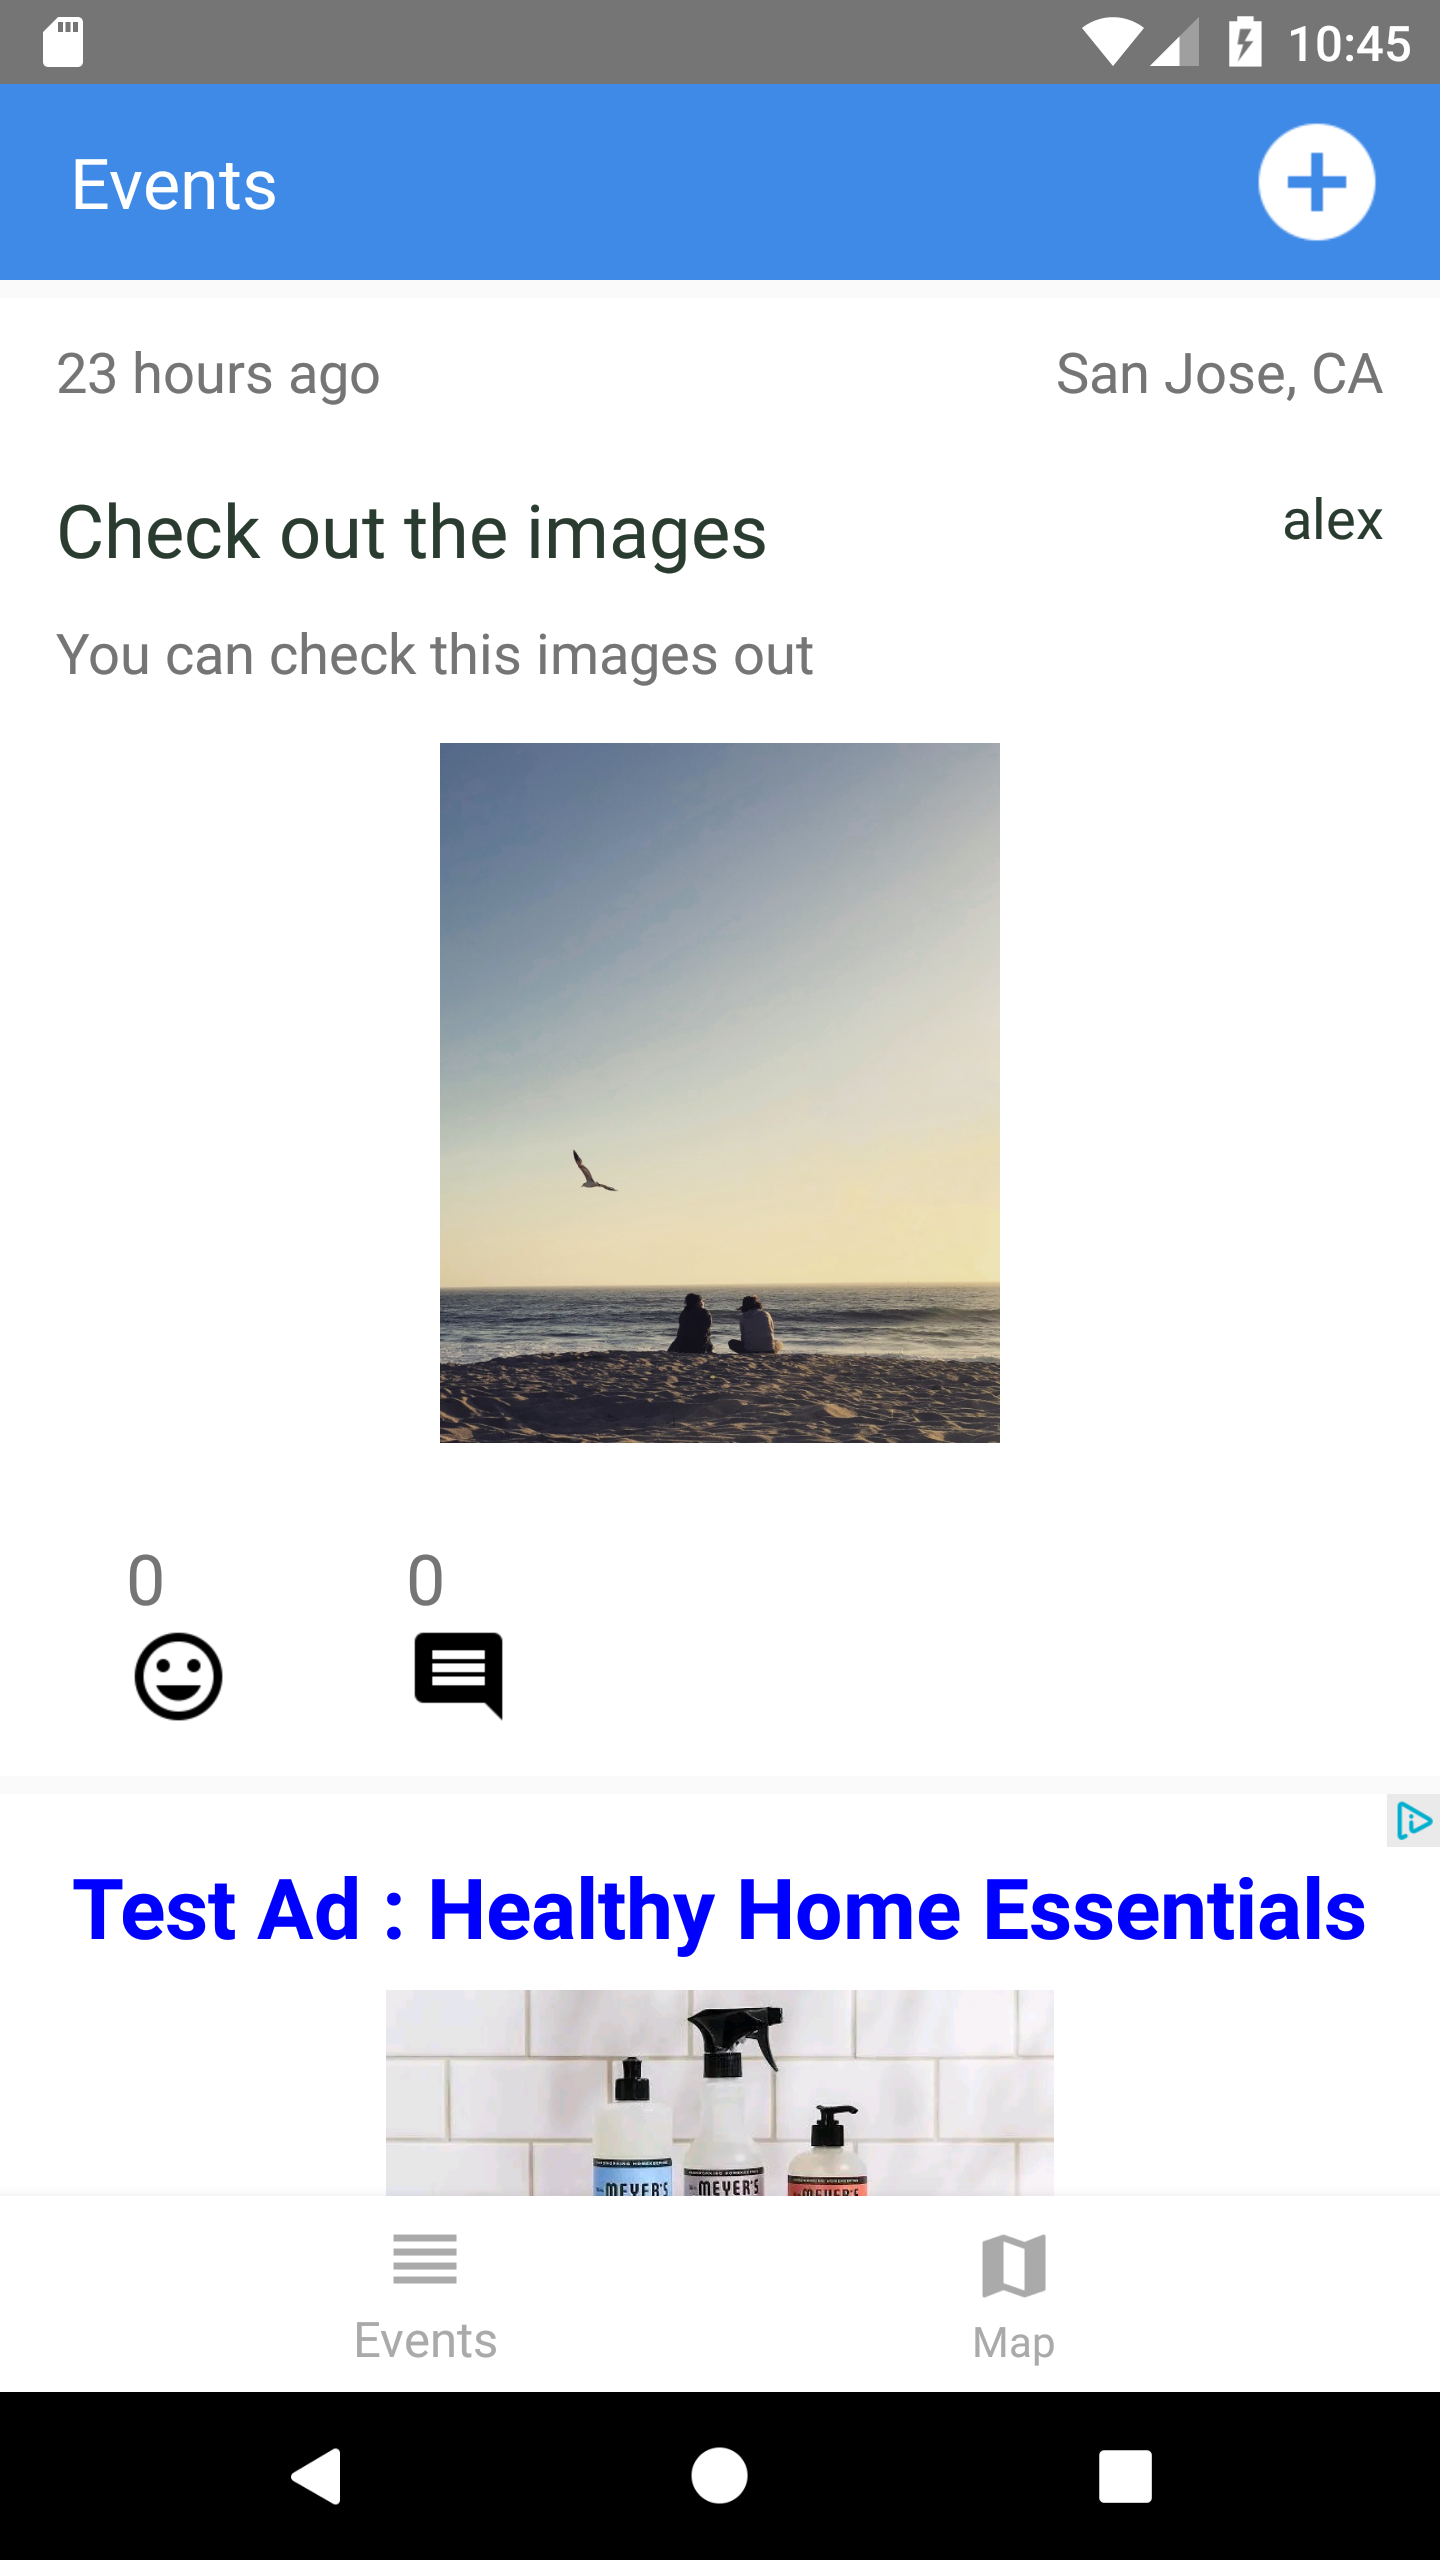 10:45
Events
23 hours ago
San Jose, CA
Check out the images
alex
You can check this images out
0
0
Test Ad : Healthy Home Essentials
MEYER'S
MEYER'S
MEYER'S
Events
Map